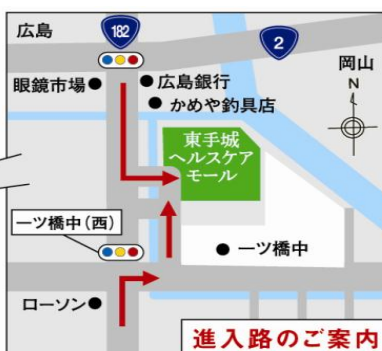 広島
182
2
岡山
N
眼鏡市場
広島銀行
かめや釣具店
東手城
ヘルスケア
モール
一ツ橋中(西)
一ツ橋中
ローソン
進入路のご案内